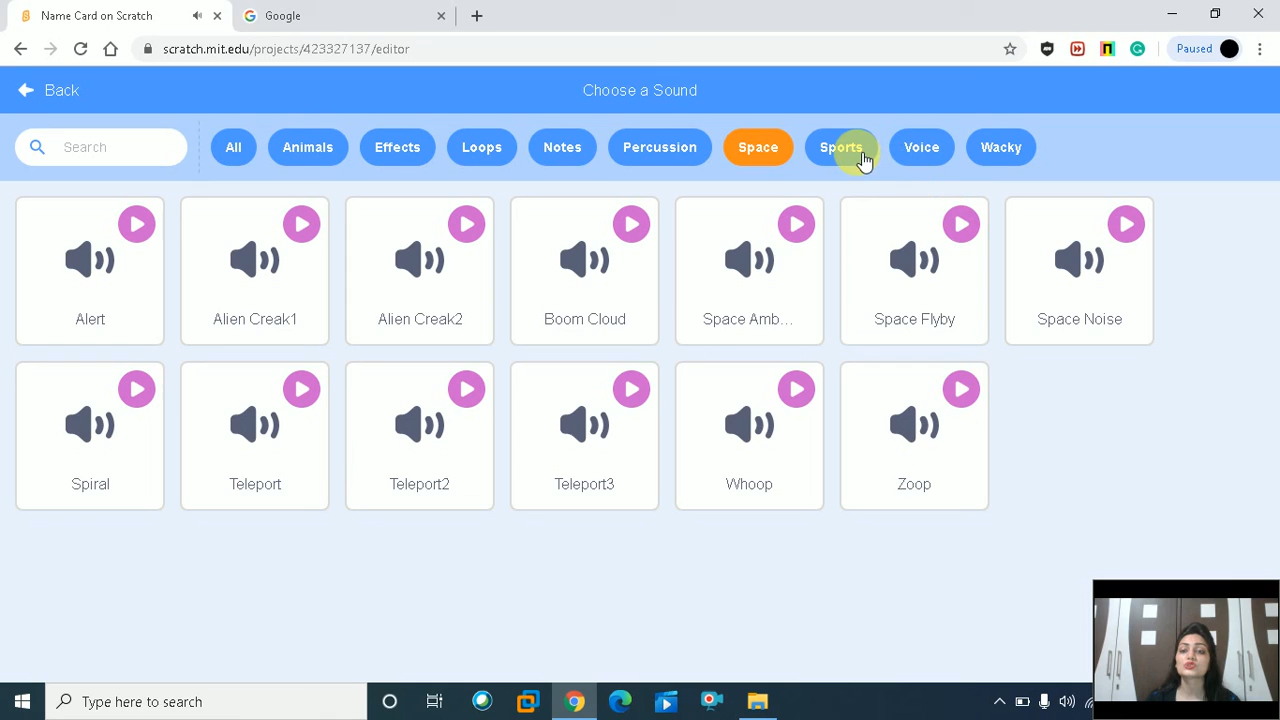 Name Card on Scratch
Google
scratch.mit.edu/projects/423327137/editor
Paused
Back
Choose a Sound
Search
All
Animals
Effects
Loops
Notes
Percussion
Space
Sports
Voice
Wacky
Alert
Alien Creak1
Alien Creak2
Boom Cloud
Space Amb...
Space Flyby
Space Noise
Spiral
Teleport
Teleport2
Teleport3
Whoop
Zoop
Type here to search